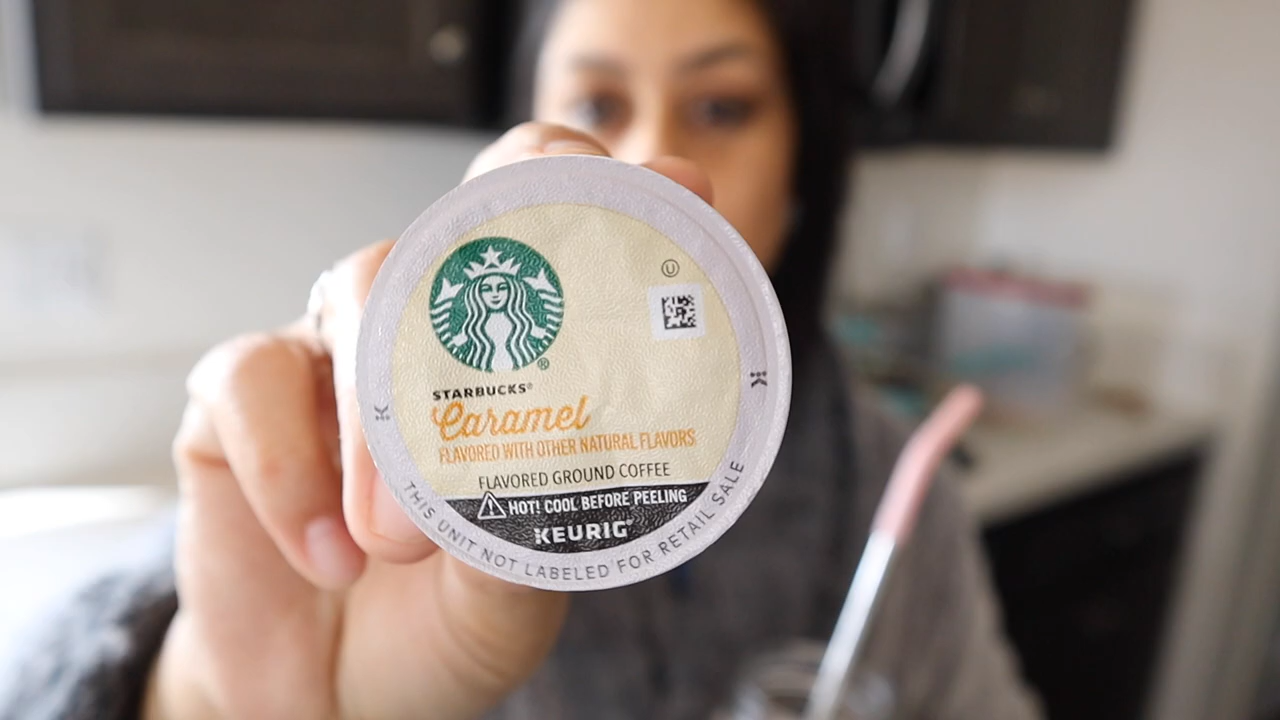 Ⓤ
STARBUCKS®
Caramel
FLAVORED WITH OTHER NATURAL FLAVORS
FLAVORED GROUND COFFEE
HOT! COOL BEFORE PEELING
KEURIG®
THIS UNIT NOT LABELED FOR RETAIL SALE